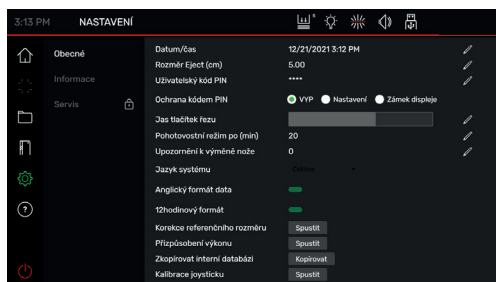 3:13 PM NASTAVENÍ
Obecné
Informace
Servis
Datum/čas 12/21/2021 3:12 PM
Rozměr Eject (cm) 5.00
Uživatelský kód PIN ****
Ochrana kódem PIN VYP Nastavení Zámek displeje
Jas tlačítek řezu
Pohotovostní režim po (min) 20
Upozornění k výměně nože 0
Jazyk systému Čeština
Anglický formát data
12hodinový formát
Korekce referenčního rozměru Spustit
Přizpůsobení výkonu Spustit
Zkopírovat interní databázi Kopírovat
Kalibrace joysticku Spustit